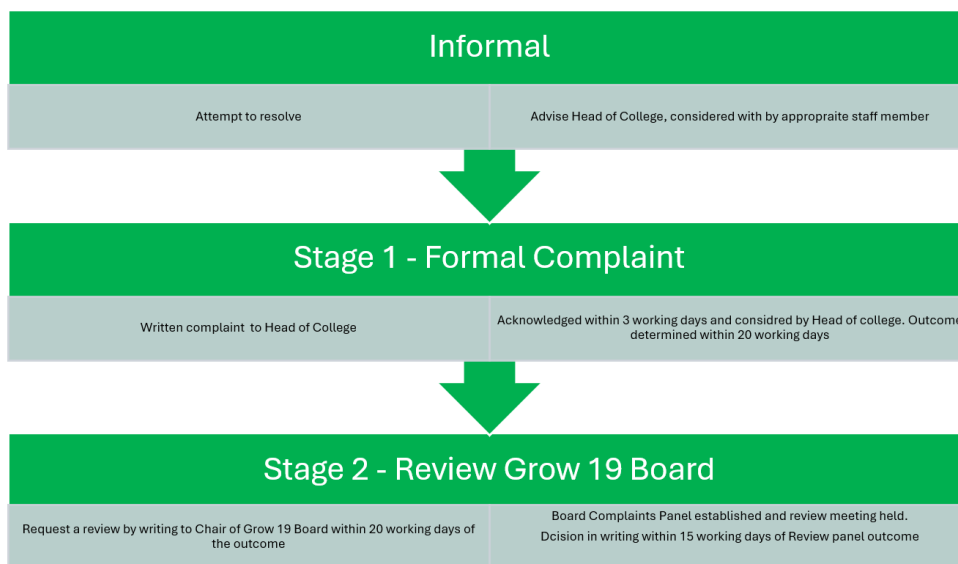 Informal
Attempt to resolve
Advise Head of College, considered with by appropraite staff member
Stage 1 - Formal Complaint
Written complaint  to Head of College
Acknowledged within 3 working days and considred by Head of college. Outcome
determined within 20 working days
Stage 2 - Review Grow 19 Board
Request a review by writing to Chair of Grow 19 Board within 20 working days of
the outcome
Board Complaints Panel established and review meeting held.
Dcision in writing within 15 working days of Review panel outcome